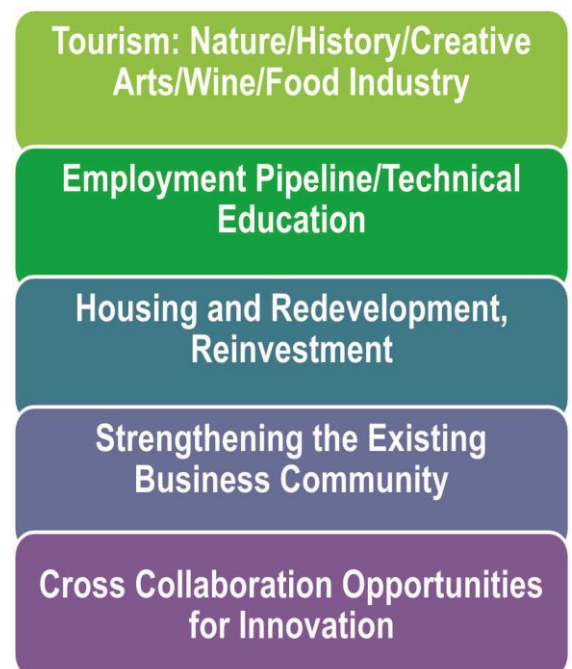 Tourism: Nature/History/Creative
Arts/Wine/Food Industry
Employment Pipeline/Technical
Education
Housing and Redevelopment,
Reinvestment
Strengthening the Existing
Business Community
Cross Collaboration Opportunities
for Innovation